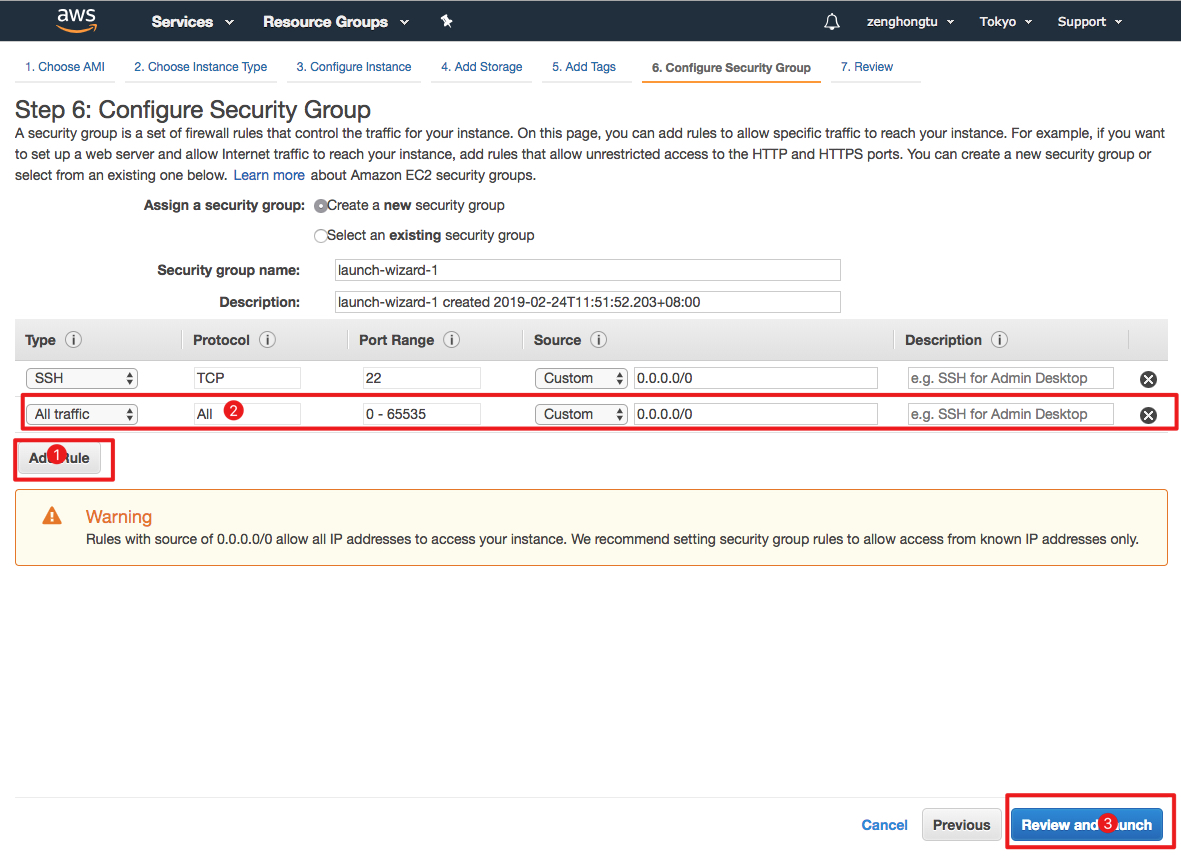 aws Services Resource Groups zenghongtu Tokyo Support
1. Choose AMI 2. Choose Instance Type 3. Configure Instance 4. Add Storage 5. Add Tags 6. Configure Security Group 7. Review
Step 6: Configure Security Group
A security group is a set of firewall rules that control the traffic for your instance. On this page, you can add rules to allow specific traffic to reach your instance. For example, if you want
to set up a web server and allow Internet traffic to reach your instance, add rules that allow unrestricted access to the HTTP and HTTPS ports. You can create a new security group or
select from an existing one below. Learn more about Amazon EC2 security groups.
Assign a security group: Create a new security group
Select an existing security group
Security group name: launch-wizard-1
Description: launch-wizard-1 created 2019-02-24T11:51:52.203+08:00
Type i Protocol i Port Range i Source i Description i
SSH TCP 22 Custom 0.0.0.0/0 e.g. SSH for Admin Desktop
All traffic All 2 0 - 65535 Custom 0.0.0.0/0 e.g. SSH for Admin Desktop
Add 1 Rule
Warning
Rules with source of 0.0.0.0/0 allow all IP addresses to access your instance. We recommend setting security group rules to allow access from known IP addresses only.
Cancel Previous Review and 3 Launch